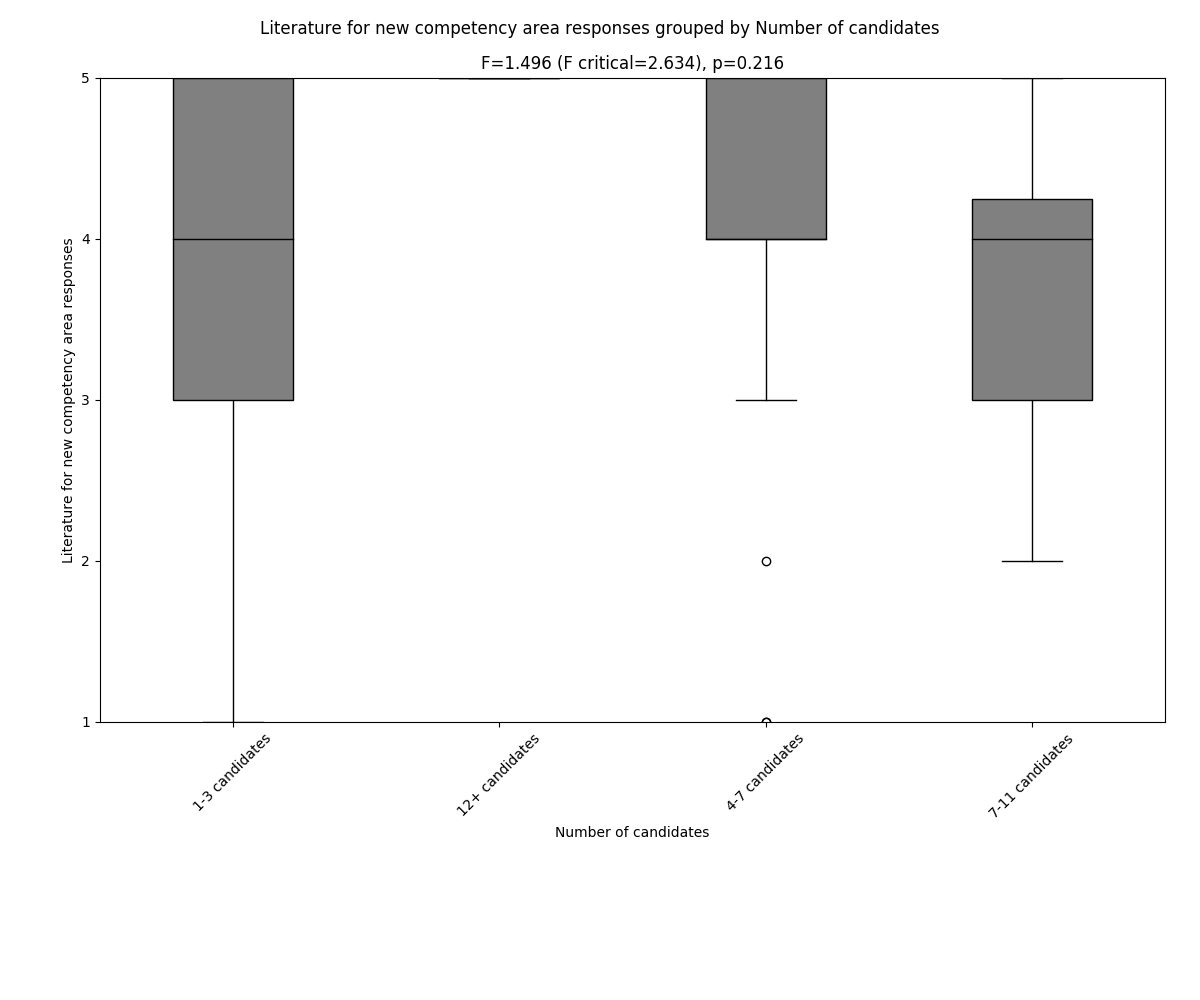 Literature for new competency area responses grouped by Number of candidates
F=1.496 (F critical=2.634), p=0.216
Literature for new competency area responses
5
4
3
2
1
1-3 candidates
12+ candidates
4-7 candidates
7-11 candidates
Number of candidates